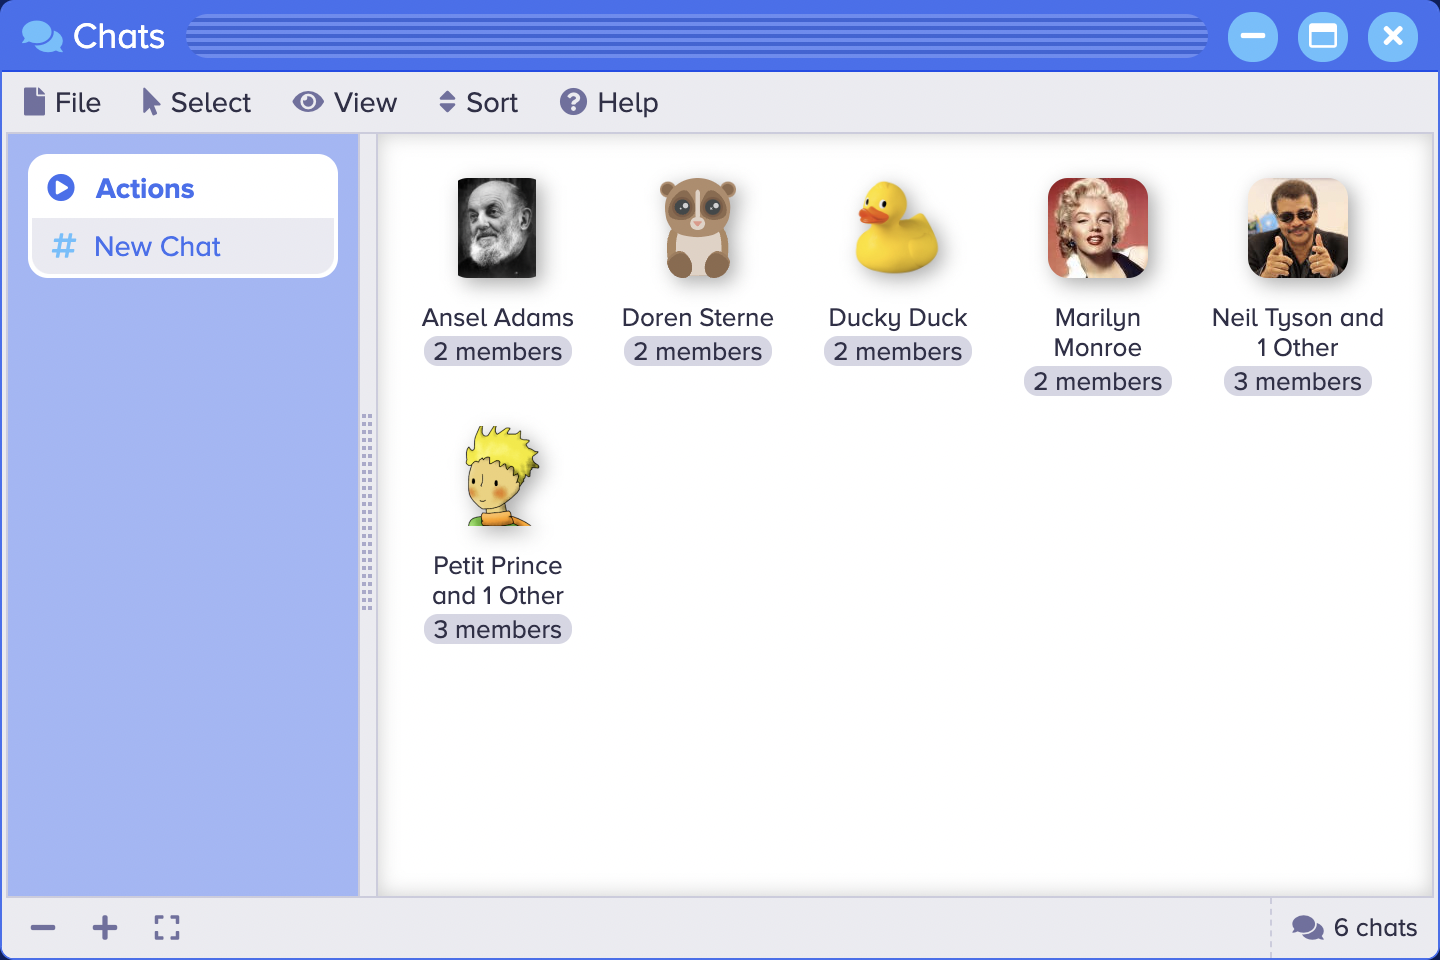 Chats
File
Select
View
Sort
Help
Actions
New Chat
Ansel Adams
2 members
Doren Sterne
2 members
Ducky Duck
2 members
Marilyn
Monroe
2 members
Neil Tyson and
1 Other
3 members
Petit Prince
and 1 Other
3 members
6 chats